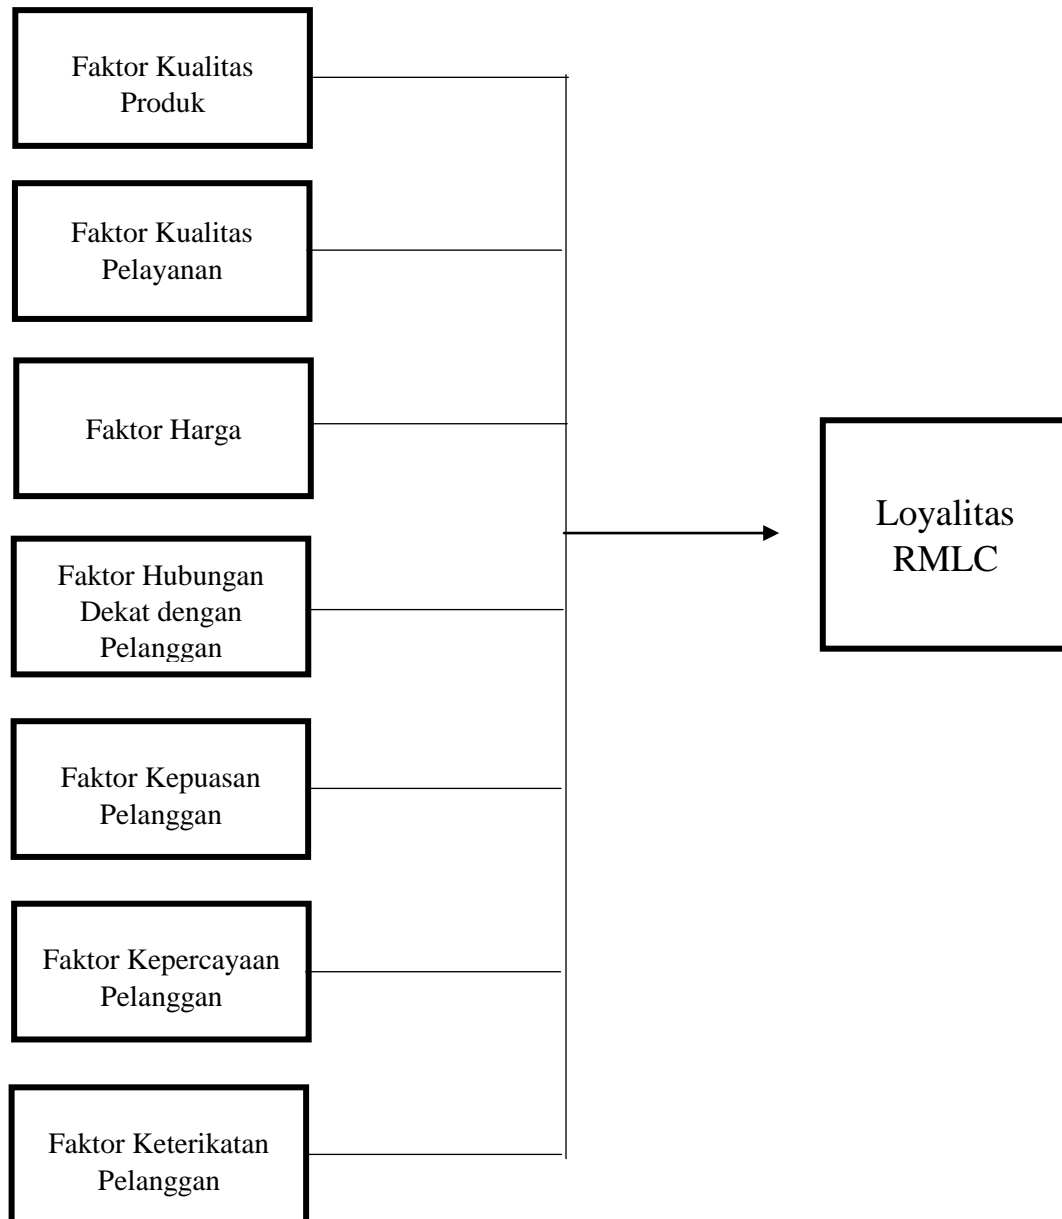 Faktor Kualitas
Produk
Faktor Kualitas
Pelayanan
Faktor Harga
Faktor Hubungan
Dekat dengan
Pelanggan
Faktor Kepuasan
Pelanggan
Faktor Kepercayaan
Pelanggan
Faktor Keterikatan
Pelanggan
Loyalitas
RMLC